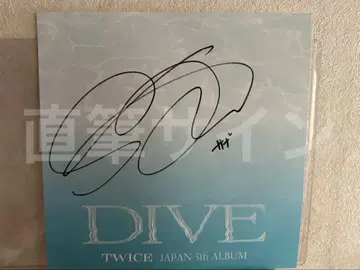 直筆サイン
DIVE
TWICE JAPAN 5th ALBUM